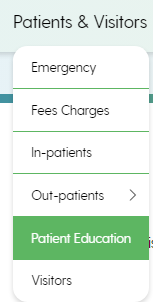 Patients & Visitors
Emergency
Fees Charges
In-patients
Out-patients
Patient Education
Visitors